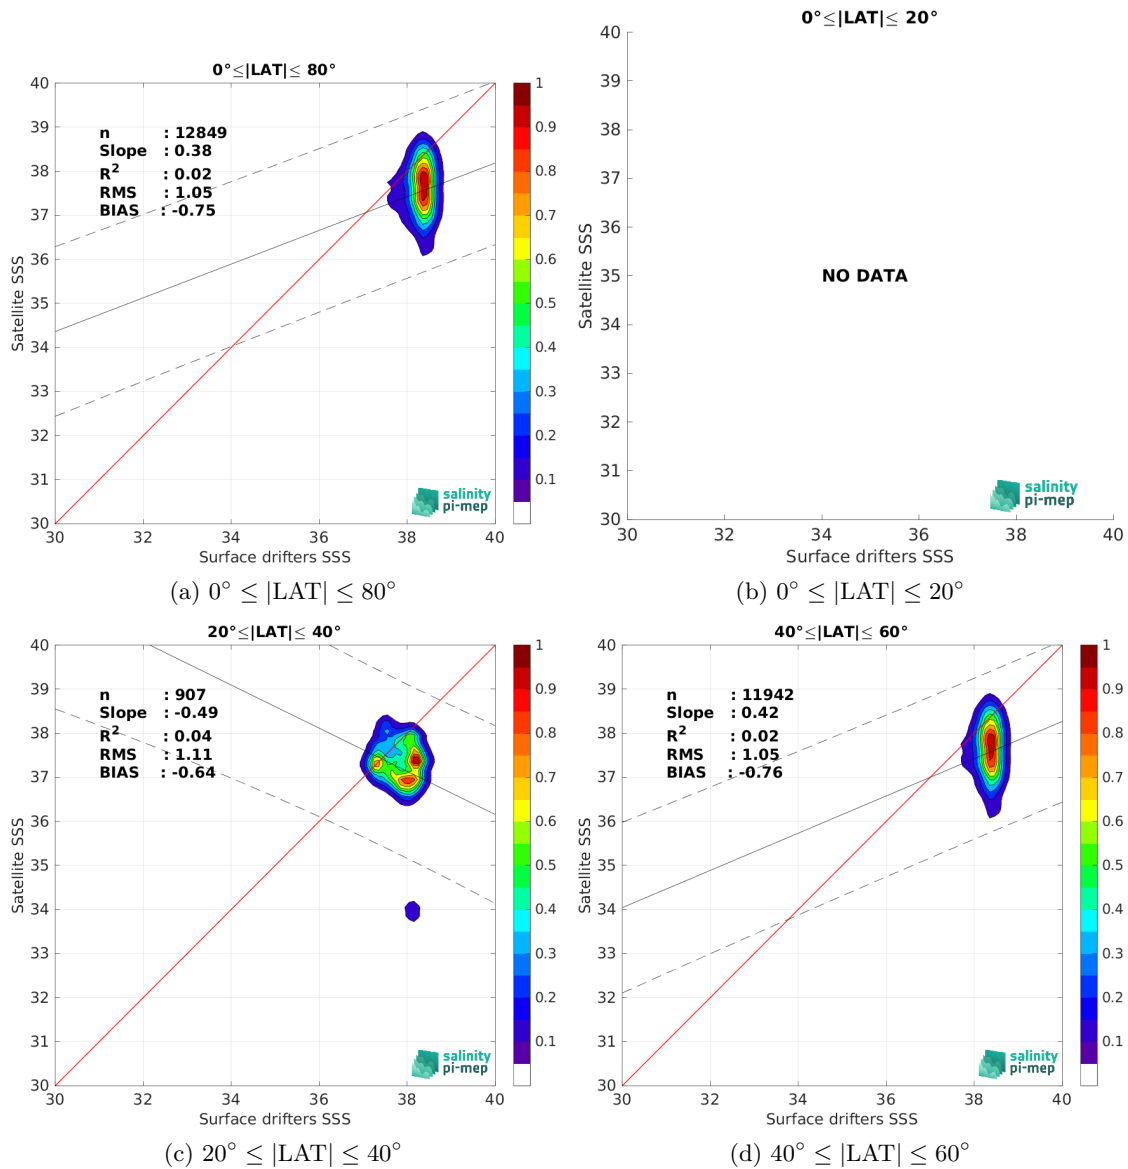 0°≤|LAT|≤ 80°
40
39
38
37
36
35
34
33
32
31
30
Satellite SSS
n : 12849
Slope : 0.38
R² : 0.02
RMS : 1.05
BIAS : -0.75
salinity
pi-mep
30 32 34 36 38 40
Surface drifters SSS
1
0.9
0.8
0.7
0.6
0.5
0.4
0.3
0.2
0.1
(a) 0° ≤ |LAT| ≤ 80°
0°≤|LAT|≤ 20°
40
39
38
37
36
35
34
33
32
31
30
Satellite SSS
NO DATA
salinity
pi-mep
30 32 34 36 38 40
Surface drifters SSS
(b) 0° ≤ |LAT| ≤ 20°
20°≤|LAT|≤ 40°
40
39
38
37
36
35
34
33
32
31
30
Satellite SSS
n : 907
Slope : -0.49
R² : 0.04
RMS : 1.11
BIAS : -0.64
salinity
pi-mep
30 32 34 36 38 40
Surface drifters SSS
1
0.9
0.8
0.7
0.6
0.5
0.4
0.3
0.2
0.1
(c) 20° ≤ |LAT| ≤ 40°
40°≤|LAT|≤ 60°
40
39
38
37
36
35
34
33
32
31
30
Satellite SSS
n : 11942
Slope : 0.42
R² : 0.02
RMS : 1.05
BIAS : -0.76
salinity
pi-mep
30 32 34 36 38 40
Surface drifters SSS
1
0.9
0.8
0.7
0.6
0.5
0.4
0.3
0.2
0.1
(d) 40° ≤ |LAT| ≤ 60°